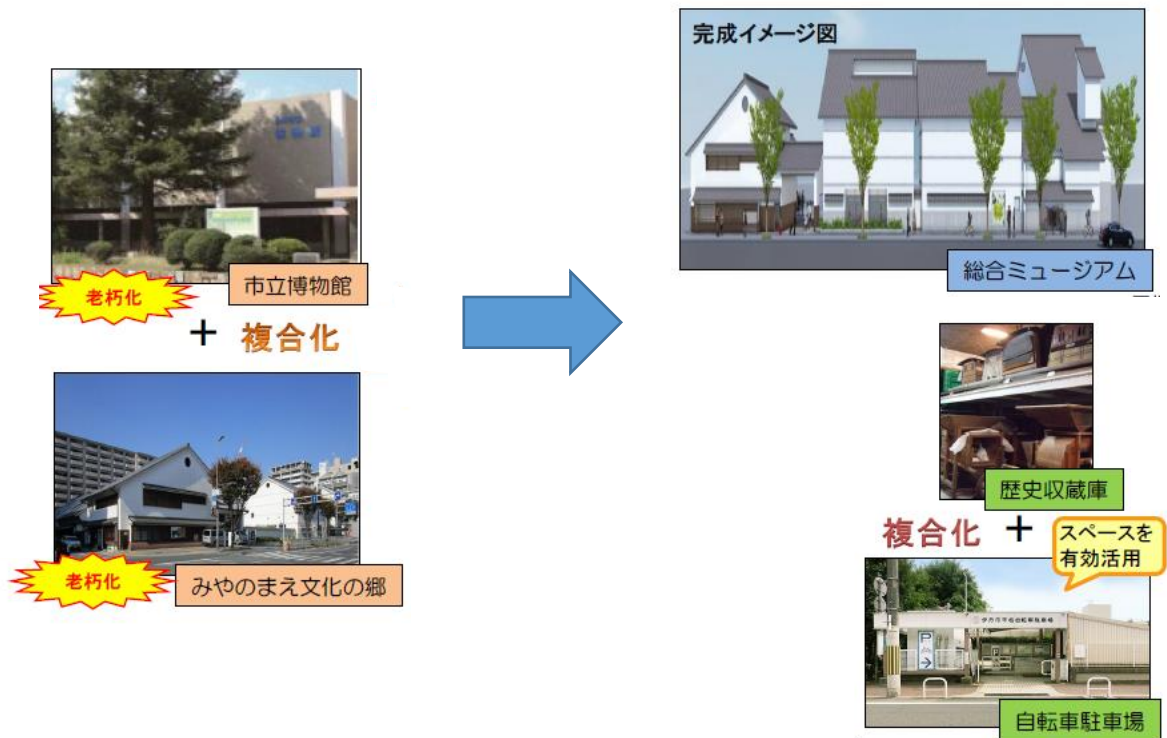 完成イメージ図
総合ミュージアム
市立博物館
老朽化
+ 複合化
老朽化
みやのまえ文化の郷
歴史収蔵庫
複合化 +
スペースを
有効活用
P
自転車駐車場